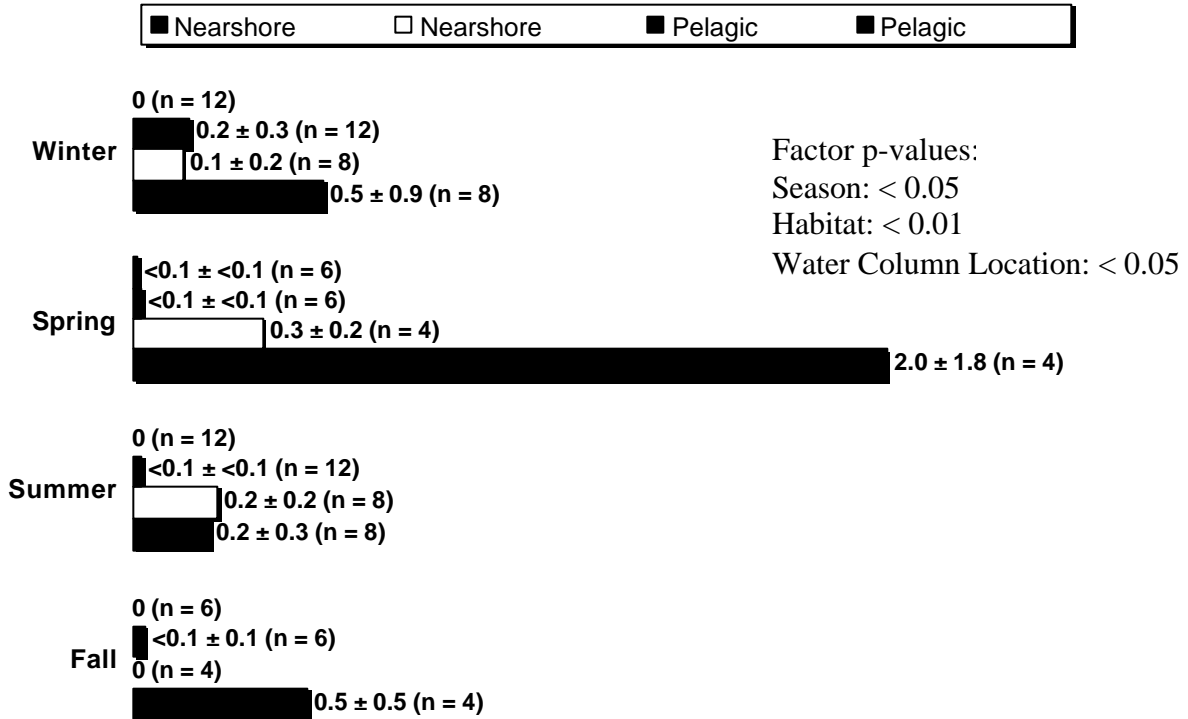 Nearshore Nearshore Pelagic Pelagic
0 (n = 12)
0.2 ± 0.3 (n = 12)
Winter
0.1 ± 0.2 (n = 8)
0.5 ± 0.9 (n = 8)
Factor p-values:
Season: < 0.05
Habitat: < 0.01
Water Column Location: < 0.05
<0.1 ± <0.1 (n = 6)
<0.1 ± <0.1 (n = 6)
Spring
0.3 ± 0.2 (n = 4)
2.0 ± 1.8 (n = 4)
0 (n = 12)
<0.1 ± <0.1 (n = 12)
Summer
0.2 ± 0.2 (n = 8)
0.2 ± 0.3 (n = 8)
0 (n = 6)
<0.1 ± 0.1 (n = 6)
Fall
0 (n = 4)
0.5 ± 0.5 (n = 4)